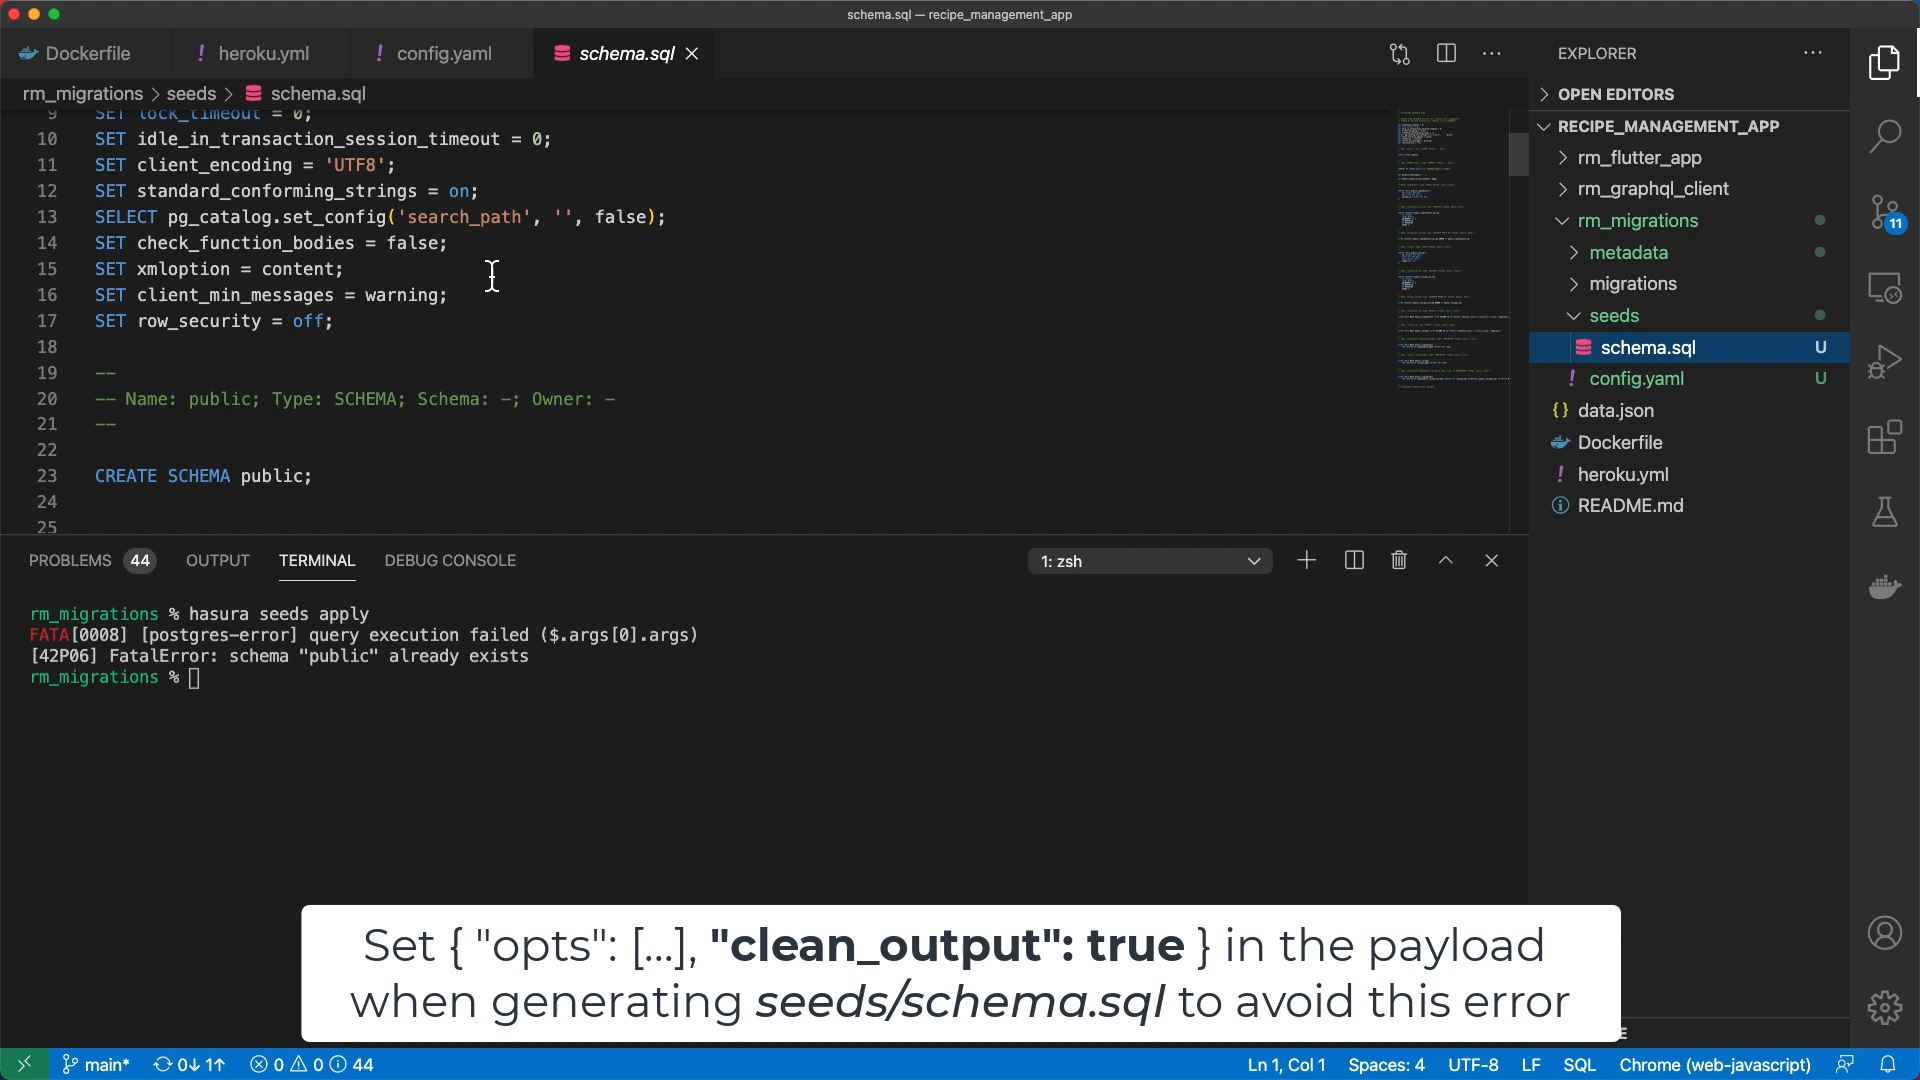 schema.sql — recipe_management_app
Dockerfile
! heroku.yml
! config.yaml
schema.sql
EXPLORER
rm_migrations > seeds > schema.sql
OPEN EDITORS
RECIPE_MANAGEMENT_APP
rm_flutter_app
rm_graphql_client
rm_migrations
metadata
migrations
seeds
schema.sql U
! config.yaml U
{} data.json
Dockerfile
! heroku.yml
README.md
11
9 SET lock_timeout = 0;
10 SET idle_in_transaction_session_timeout = 0;
11 SET client_encoding = 'UTF8';
12 SET standard_conforming_strings = on;
13 SELECT pg_catalog.set_config('search_path', '', false);
14 SET check_function_bodies = false;
15 SET xmloption = content;
16 SET client_min_messages = warning;
17 SET row_security = off;
18
19 --
20 -- Name: public; Type: SCHEMA; Schema: -; Owner: -
21 --
22
23 CREATE SCHEMA public;
24
25
PROBLEMS 44 OUTPUT TERMINAL DEBUG CONSOLE
1: zsh
rm_migrations % hasura seeds apply
FATA[0008] [postgres-error] query execution failed ($.args[0].args)
[42P06] FatalError: schema "public" already exists
rm_migrations %
Set { "opts": [...], "clean_output": true } in the payload
when generating seeds/schema.sql to avoid this error
main* 0↓ 1↑ 0 0 44
Ln 1, Col 1 Spaces: 4 UTF-8 LF SQL Chrome (web-javascript)